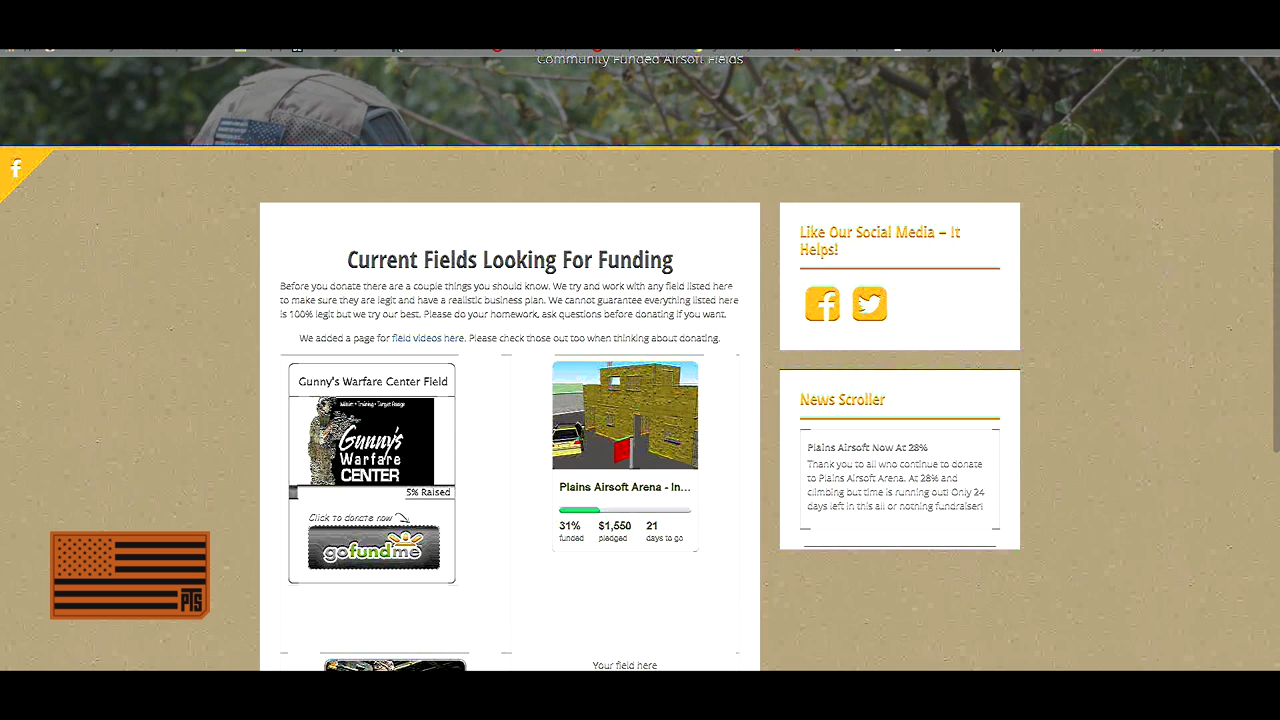 Community Funded Airsoft Fields
f
Current Fields Looking For Funding
Before you donate there are a couple things you should know. We try and work with any field listed here
to make sure they are legit and have a realistic business plan. We cannot guarantee everything listed here
is 100% legit but we try our best. Please do your homework, ask questions before donating if you want.
We added a page for field videos here. Please check those out too when thinking about donating.
Gunny's Warfare Center Field
Gunny's
Warfare
CENTER
5% Raised
Click to donate now
gofundme
Plains Airsoft Arena - In...
31% $1,550 21
funded pledged days to go
Your field here
Like Our Social Media – It
Helps!
f
News Scroller
Plains Airsoft Now At 28%
Thank you to all who continue to donate
to Plains Airsoft Arena. At 28% and
climbing but time is running out! Only 24
days left in this all or nothing fundraiser!
PTS